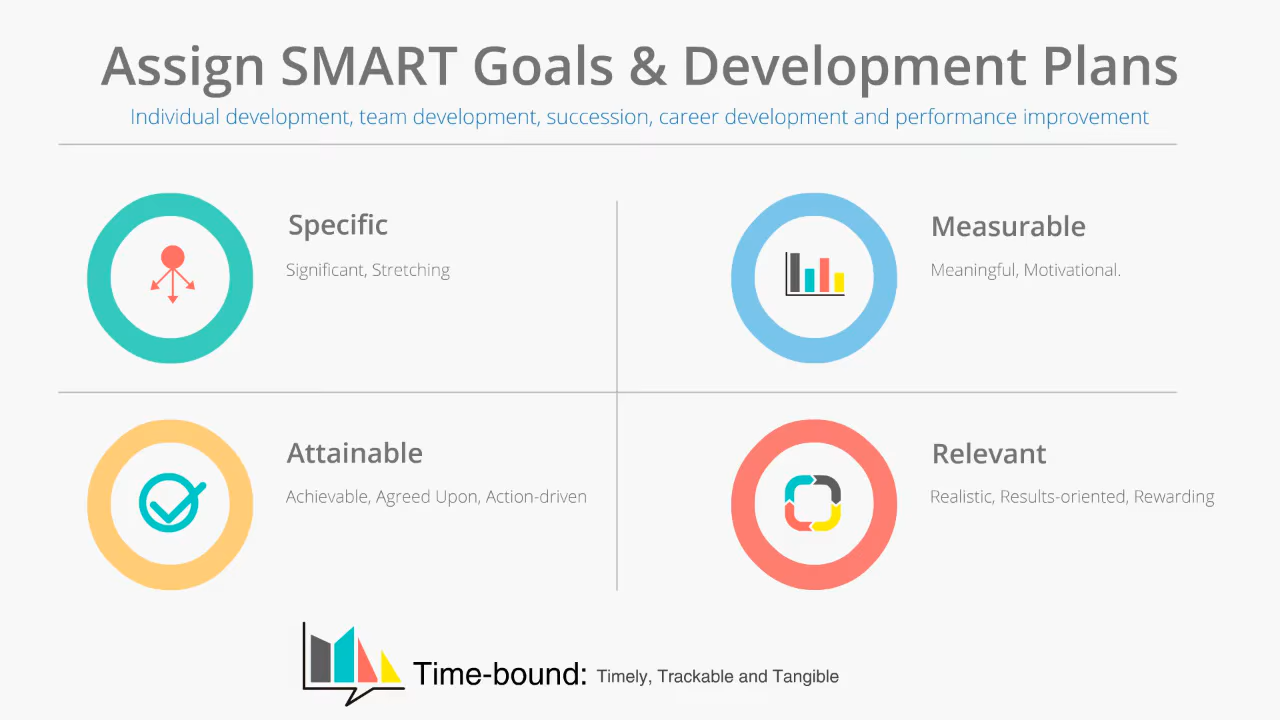 Assign SMART Goals & Development Plans
Individual development, team development, succession, career development and performance improvement
Specific
Significant, Stretching
Measurable
Meaningful, Motivational.
Attainable
Achievable, Agreed Upon, Action-driven
Relevant
Realistic, Results-oriented, Rewarding
Time-bound: Timely, Trackable and Tangible